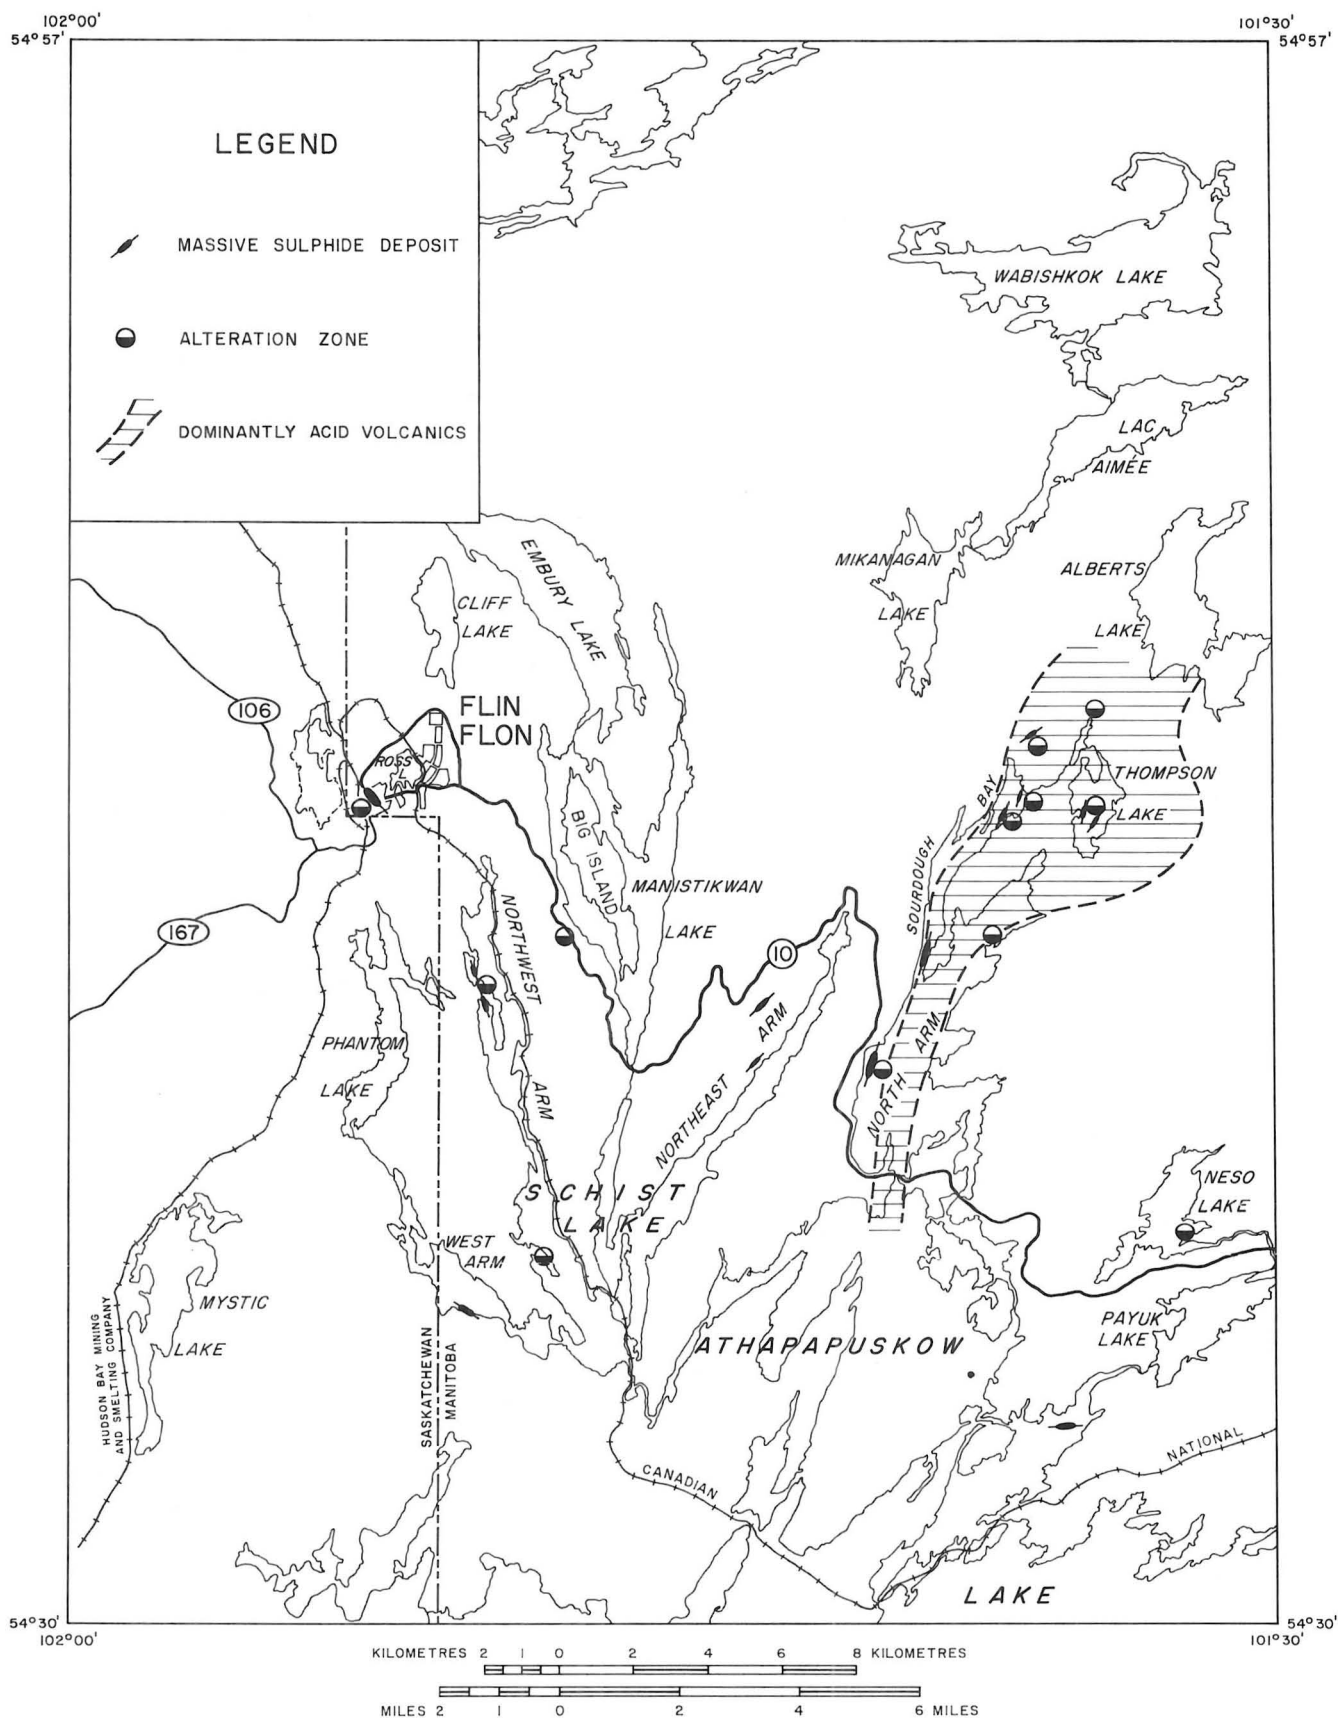 102°00'
101°30'
54°57'
54°57'
LEGEND
MASSIVE SULPHIDE DEPOSIT
ALTERATION ZONE
DOMINANTLY ACID VOLCANICS
WABISHKOK LAKE
LAC
AIMÉE
MIKANAGAN
LAKE
ALBERTS
LAKE
EMBURY LAKE
CLIFF
LAKE
106
FLIN
FLON
ROSS
L
THOMPSON
LAKE
BAY
SOURDOUGH
BIG ISLAND
MANISTIKWAN
LAKE
167
10
NORTHWEST
ARM
PHANTOM
LAKE
NORTHEAST
ARM
NORTH
ARM
SCHIST
LAKE
NESO
LAKE
WEST
ARM
MYSTIC
LAKE
PAYUK
LAKE
HUDSON BAY MINING
AND SMELTING COMPANY
SASKATCHEWAN
MANITOBA
ATHAPAPUSKOW
CANADIAN
NATIONAL
LAKE
54°30'
54°30'
102°00'
101°30'
KILOMETRES 2 1 0 2 4 6 8 KILOMETRES
MILES 2 1 0 2 4 6 MILES